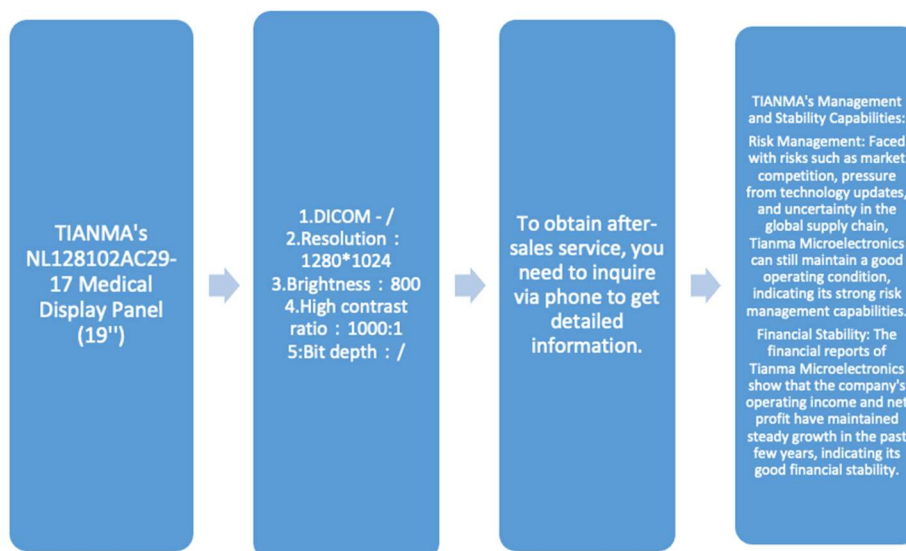 TIANMA's
NL128102AC29-
17 Medical
Display Panel
(19'')
1.DICOM - /
2.Resolution：
1280*1024
3.Brightness：800
4.High contrast
ratio：1000:1
5:Bit depth：/
To obtain after-
sales service, you
need to inquire
via phone to get
detailed
information.
TIANMA's Management
and Stability Capabilities:
Risk Management: Faced
with risks such as market
competition, pressure
from technology updates,
and uncertainty in the
global supply chain,
Tianma Microelectronics
can still maintain a good
operating condition,
indicating its strong risk
management capabilities.
Financial Stability: The
financial reports of
Tianma Microelectronics
show that the company's
operating income and net
profit have maintained
steady growth in the past
few years, indicating its
good financial stability.